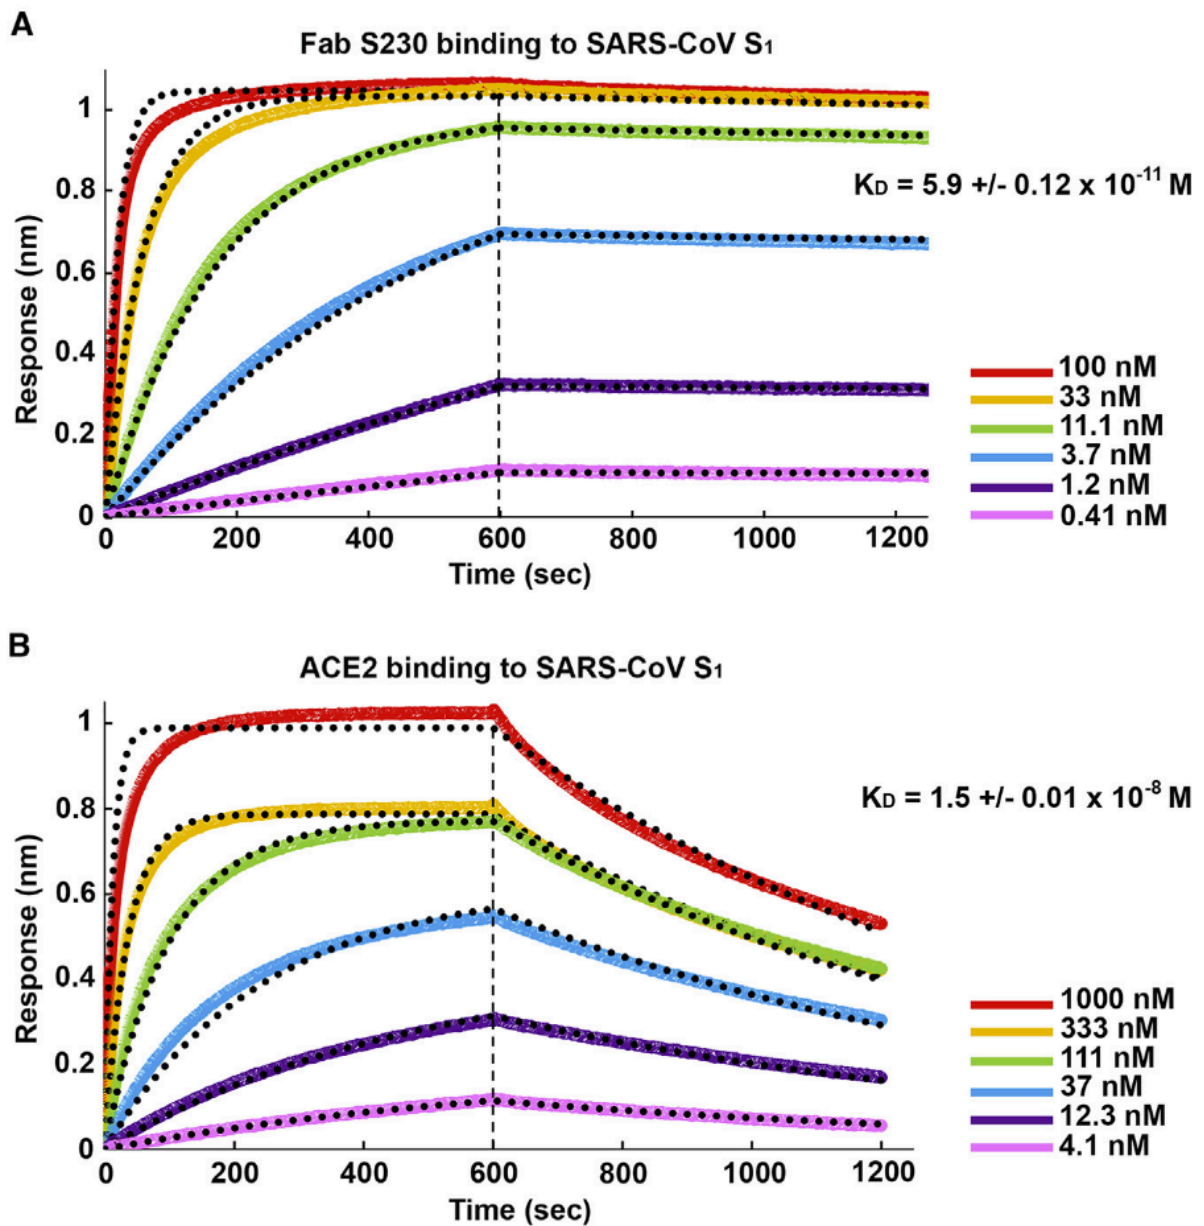 A
Fab S230 binding to SARS-CoV S₁
Response (nm)
1
0.8
0.6
0.4
0.2
0
0 200 400 600 800 1000 1200
Time (sec)
KD = 5.9 +/- 0.12 x 10⁻¹¹ M
100 nM
33 nM
11.1 nM
3.7 nM
1.2 nM
0.41 nM
B
ACE2 binding to SARS-CoV S₁
Response (nm)
1
0.8
0.6
0.4
0.2
0
0 200 400 600 800 1000 1200
Time (sec)
KD = 1.5 +/- 0.01 x 10⁻⁸ M
1000 nM
333 nM
111 nM
37 nM
12.3 nM
4.1 nM